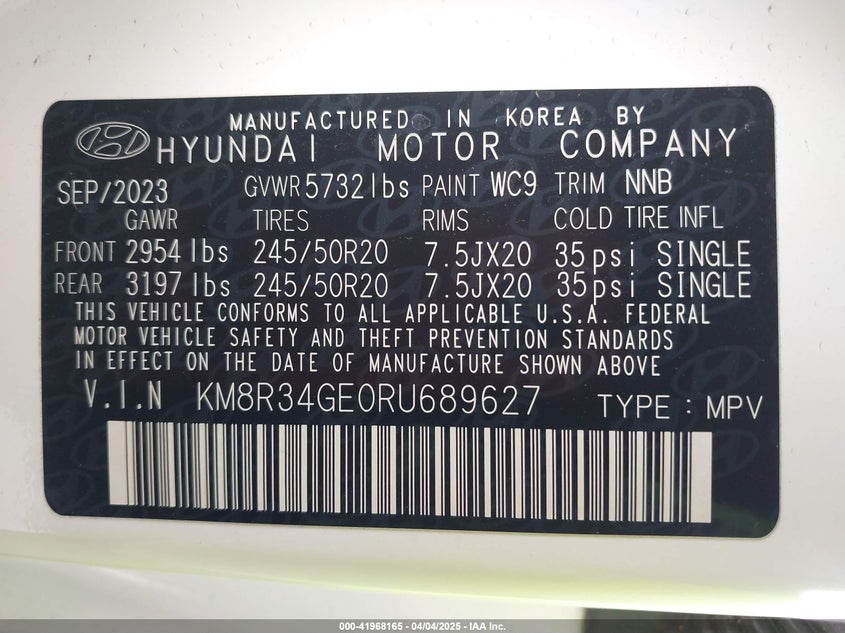 MANUFACTURED IN KOREA BY
HYUNDAI MOTOR COMPANY
SEP/2023 GVWR 5732lbs PAINT WC9 TRIM NNB
GAWR TIRES RIMS COLD TIRE INFL
FRONT 2954 lbs 245/50R20 7.5JX20 35psi SINGLE
REAR 3197 lbs 245/50R20 7.5JX20 35psi SINGLE
THIS VEHICLE CONFORMS TO ALL APPLICABLE U.S.A. FEDERAL
MOTOR VEHICLE SAFETY AND THEFT PREVENTION STANDARDS
IN EFFECT ON THE DATE OF MANUFACTURE SHOWN ABOVE
V.I.N KM8R34GE0RU689627 TYPE : MPV
000-41968165 - 04/04/2025 - IAA Inc.